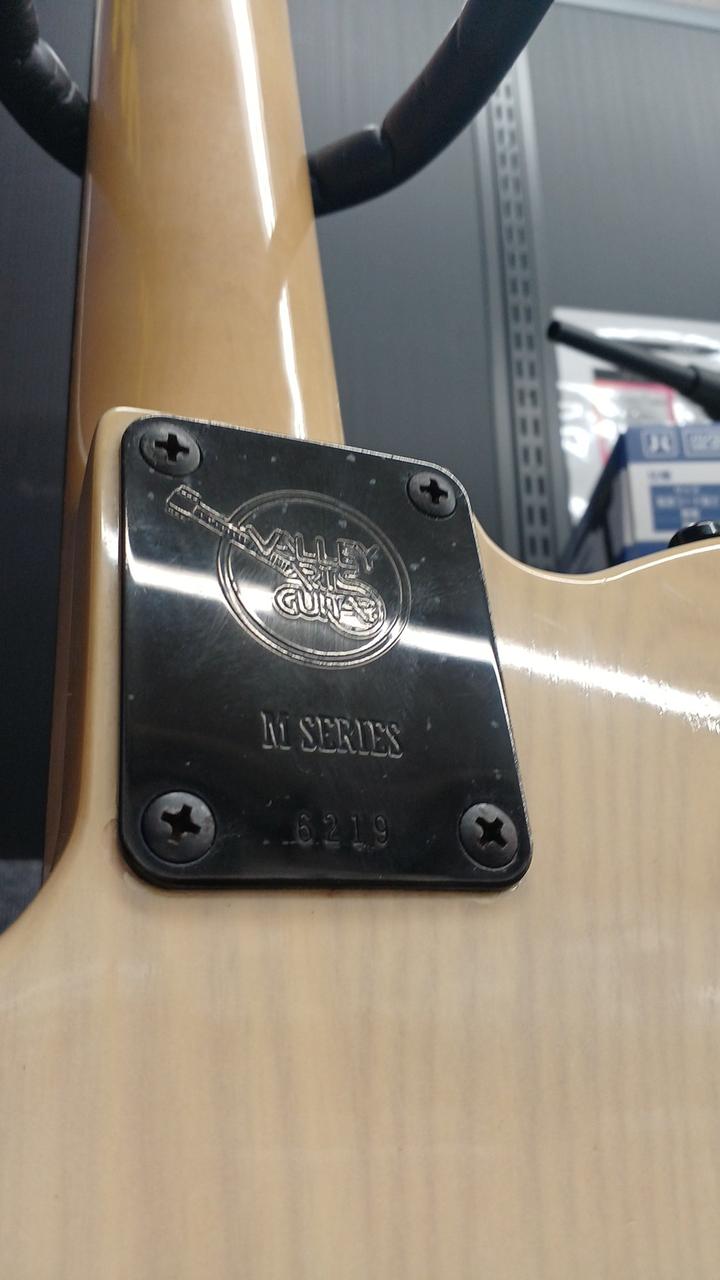 VALLEY
ARTS
GUITAR
M SERIES
6219